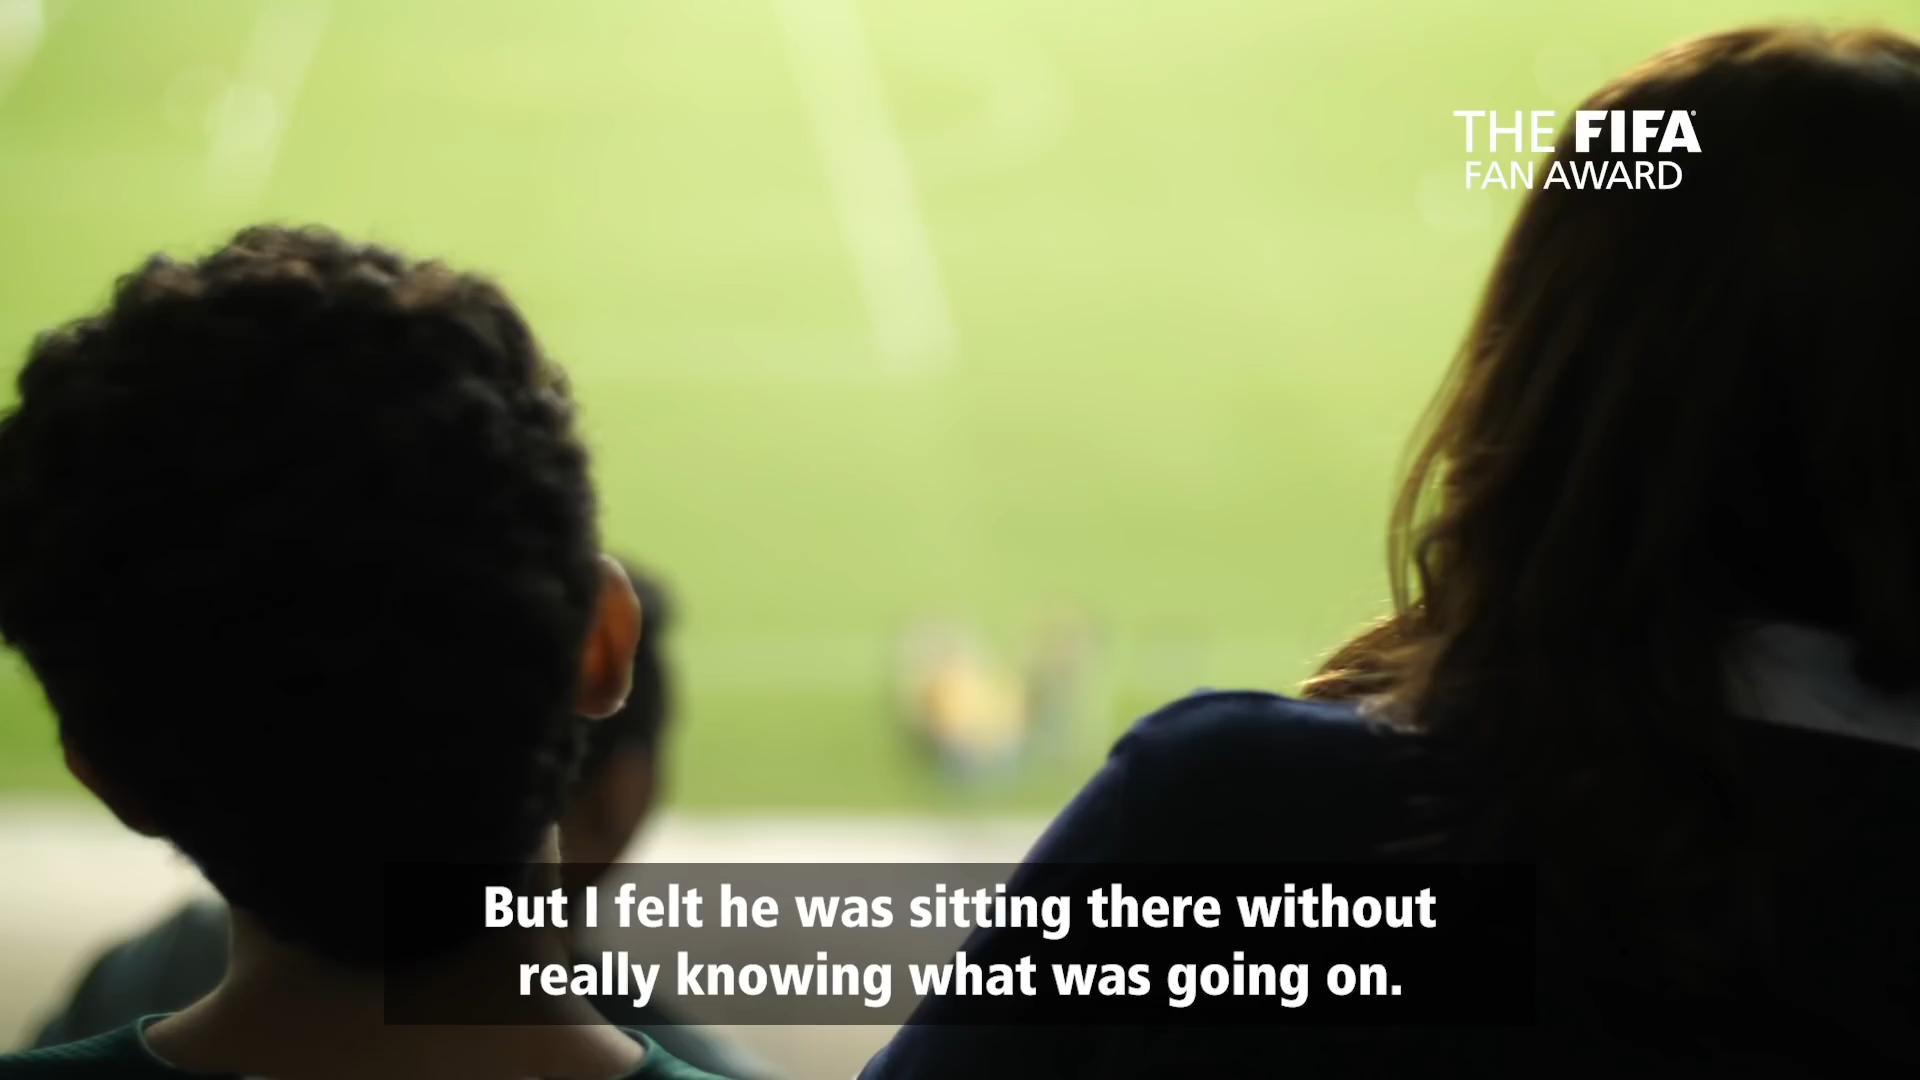 THE FIFA
FAN AWARD
But I felt he was sitting there without
really knowing what was going on.